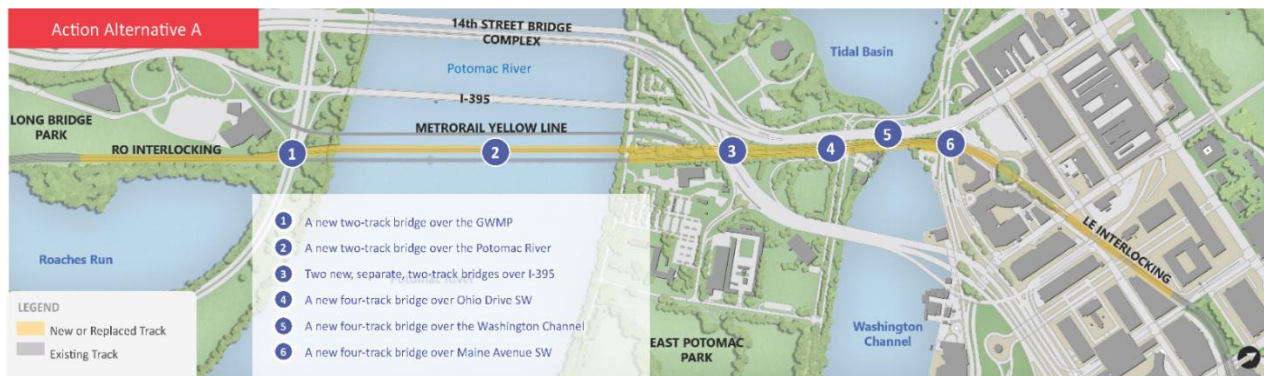 Action Alternative A
14th STREET BRIDGE
COMPLEX
Tidal Basin
Potomac River
I-395
LONG BRIDGE
PARK
METRORAIL YELLOW LINE
RO INTERLOCKING
1
2
3
4
5
6
LE INTERLOCKING
Roaches Run
1 A new two-track bridge over the GWMP
2 A new two-track bridge over the Potomac River
3 Two new, separate, two-track bridges over I-395
Potomac River
4 A new four-track bridge over Ohio Drive SW
5 A new four-track bridge over the Washington Channel
6 A new four-track bridge over Maine Avenue SW
LEGEND
New or Replaced Track
Existing Track
EAST POTOMAC
PARK
Washington
Channel